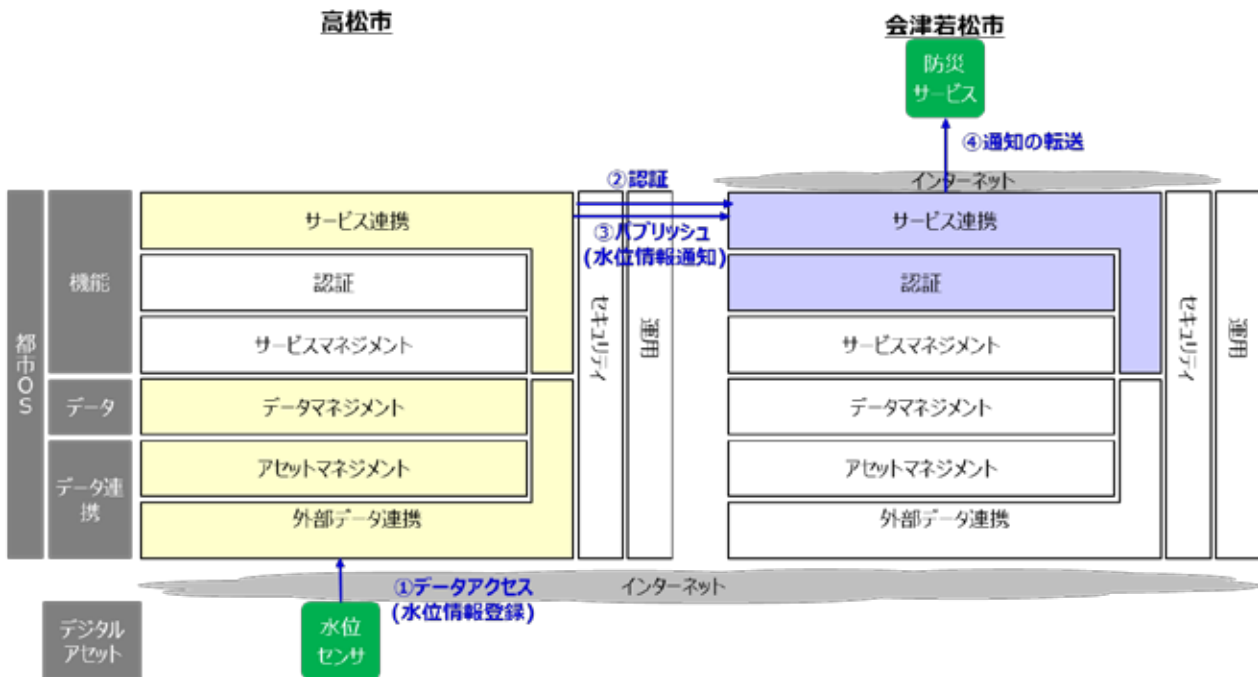 高松市
会津若松市
防災
サービス
④通知の転送
インターネット
②認証
③パブリッシュ
(水位情報通知)
都市OS
機能
データ
データ連
携
サービス連携
認証
サービスマネジメント
データマネジメント
アセットマネジメント
外部データ連携
セキュリティ
運用
サービス連携
認証
サービスマネジメント
データマネジメント
アセットマネジメント
外部データ連携
セキュリティ
運用
①データアクセス
(水位情報登録)
インターネット
デジタル
アセット
水位
センサ